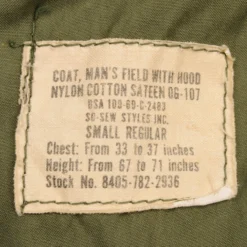 COAT, MAN'S FIELD WITH HOOD
NYLON COTTON SATEEN OG-107
DSA 100-69-C-2483
SO-SEW STYLES INC.
SMALL REGULAR
Chest: From 33 to 37 inches
Height: From 67 to 71 inches
Stock No. 8405-782-2936